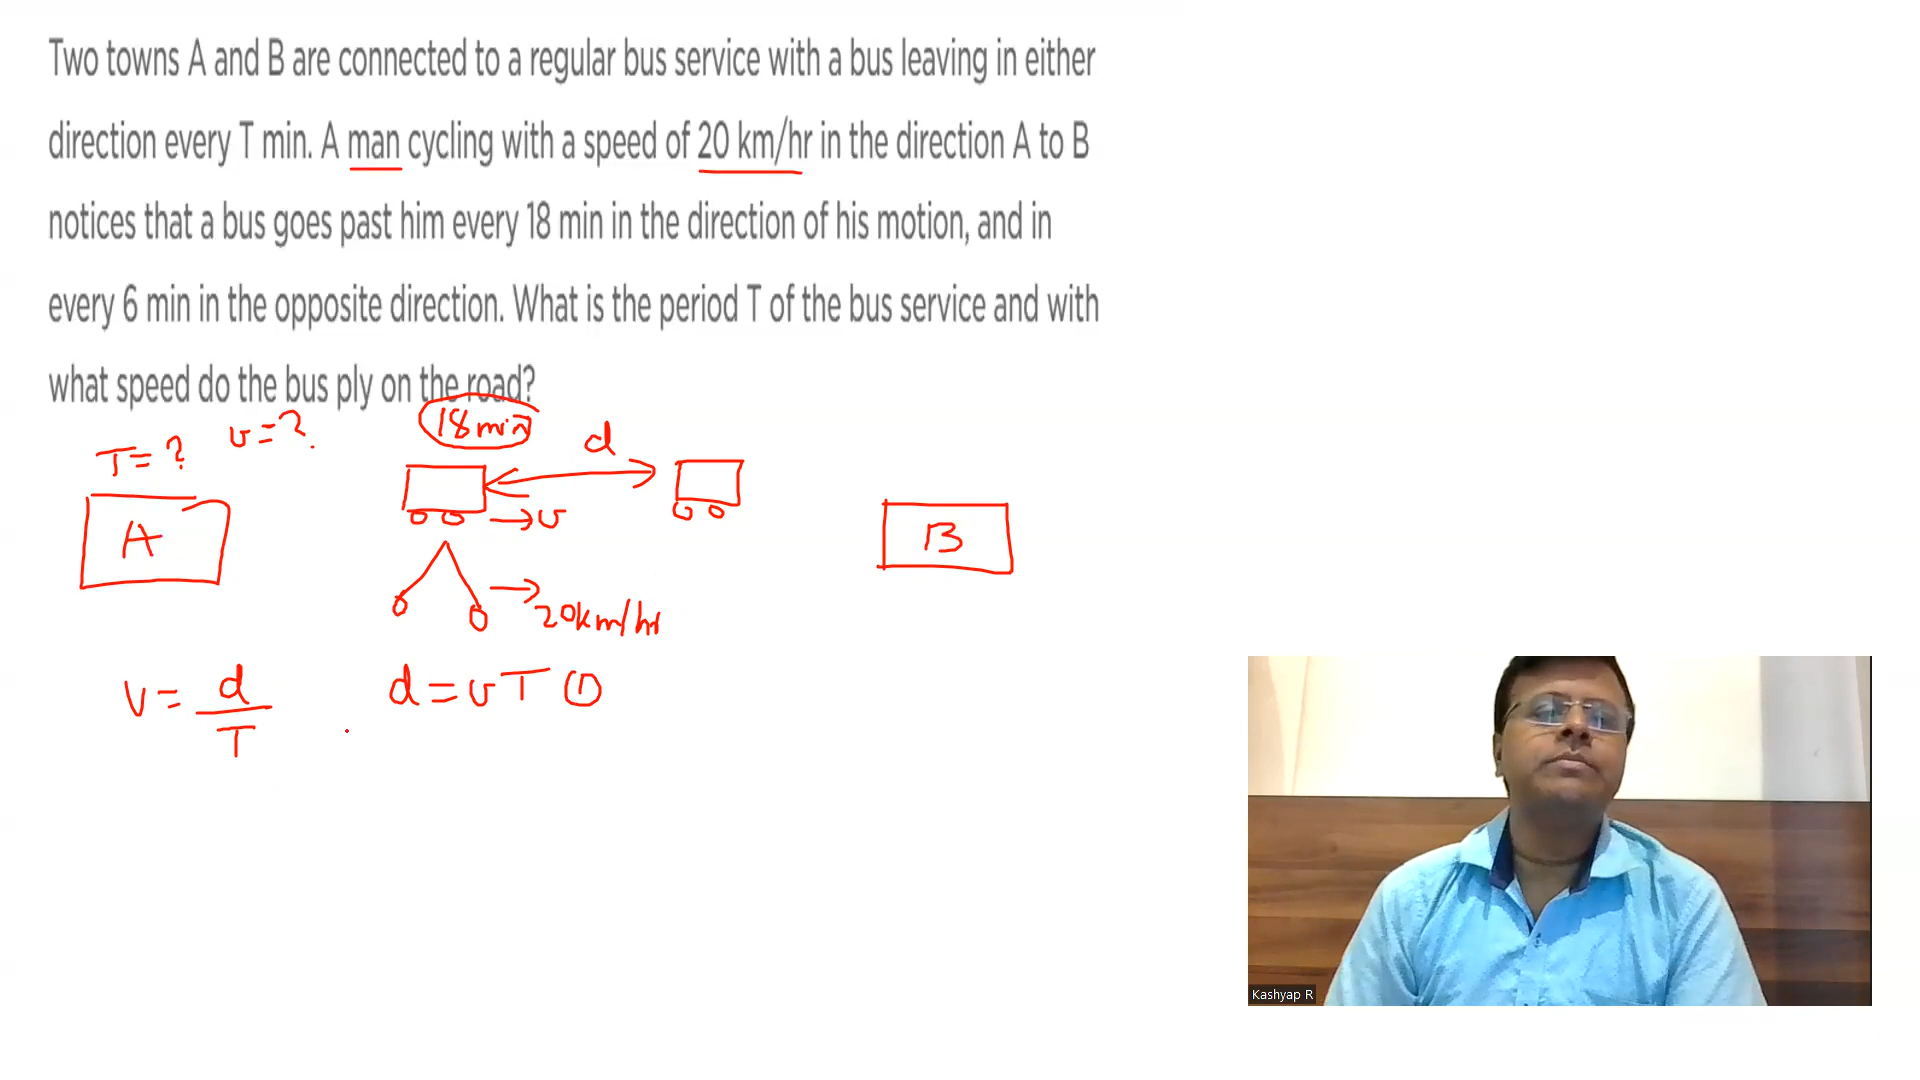 Two towns A and B are connected to a regular bus service with a bus leaving in either
direction every T min. A man cycling with a speed of 20 km/hr in the direction A to B
notices that a bus goes past him every 18 min in the direction of his motion, and in
every 6 min in the opposite direction. What is the period T of the bus service and with
what speed do the bus ply on the road?
T=? v=?
18min
d
A
v
B
20km/hr
v = d/T
d = vT ①
Kashyap R